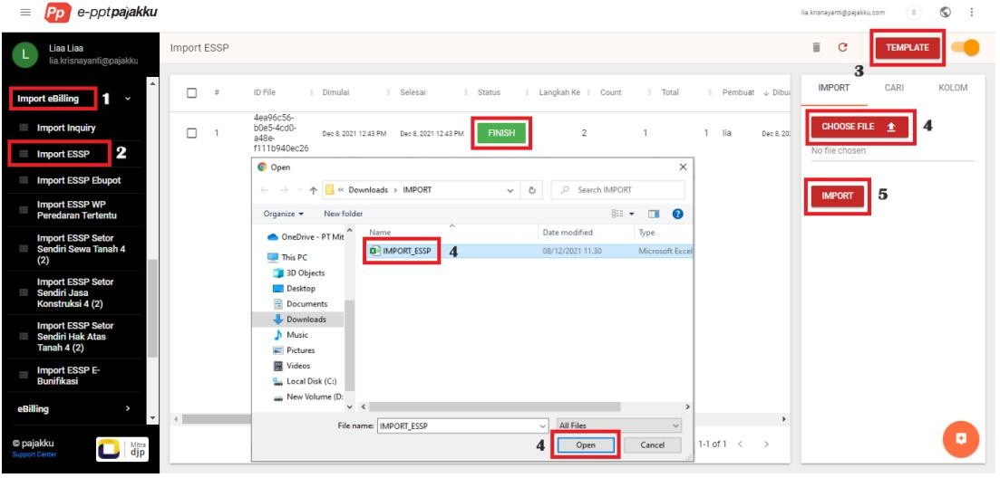 Pp e-pptpajakku
lia.krisnayanti@pajakku.com
0
L
Liaa Liaa
lia.krisnayanti@pajakku
Import eBilling 1
Import Inquiry
Import ESSP 2
Import ESSP Ebupot
Import ESSP WP
Peredaran Tertentu
Import ESSP Setor
Sendiri Sewa Tanah 4
(2)
Import ESSP Setor
Sendiri Jasa
Konstruksi 4 (2)
Import ESSP Setor
Sendiri Hak Atas
Tanah 4 (2)
Import ESSP E-
Bunifikasi
eBilling
© pajakku
Support Center
Mitra
djp
Import ESSP
TEMPLATE
3
# ID File Dimulai Selesai Status Langkah Ke Count Total Pembuat Dibua
1 4ea96c56-
b0e5-4cd0-
a48e-
f111b940ec26
Dec 8, 2021 12:43 PM Dec 8, 2021 12:43 PM FINISH 2 1 1 lia Dec 8, 202
Open
« Downloads › IMPORT
Search IMPORT
Organize New folder
Name Date modified Type
OneDrive - PT Mit
This PC
3D Objects
Desktop
Documents
Downloads
Music
Pictures
Videos
Local Disk (C:)
New Volume (D:
IMPORT_ESSP 4 08/12/2021 11.30 Microsoft Excel
File name: IMPORT_ESSP All Files
4 Open Cancel
1-1 of 1
IMPORT CARI KOLOM
CHOOSE FILE 4
No file chosen
IMPORT 5